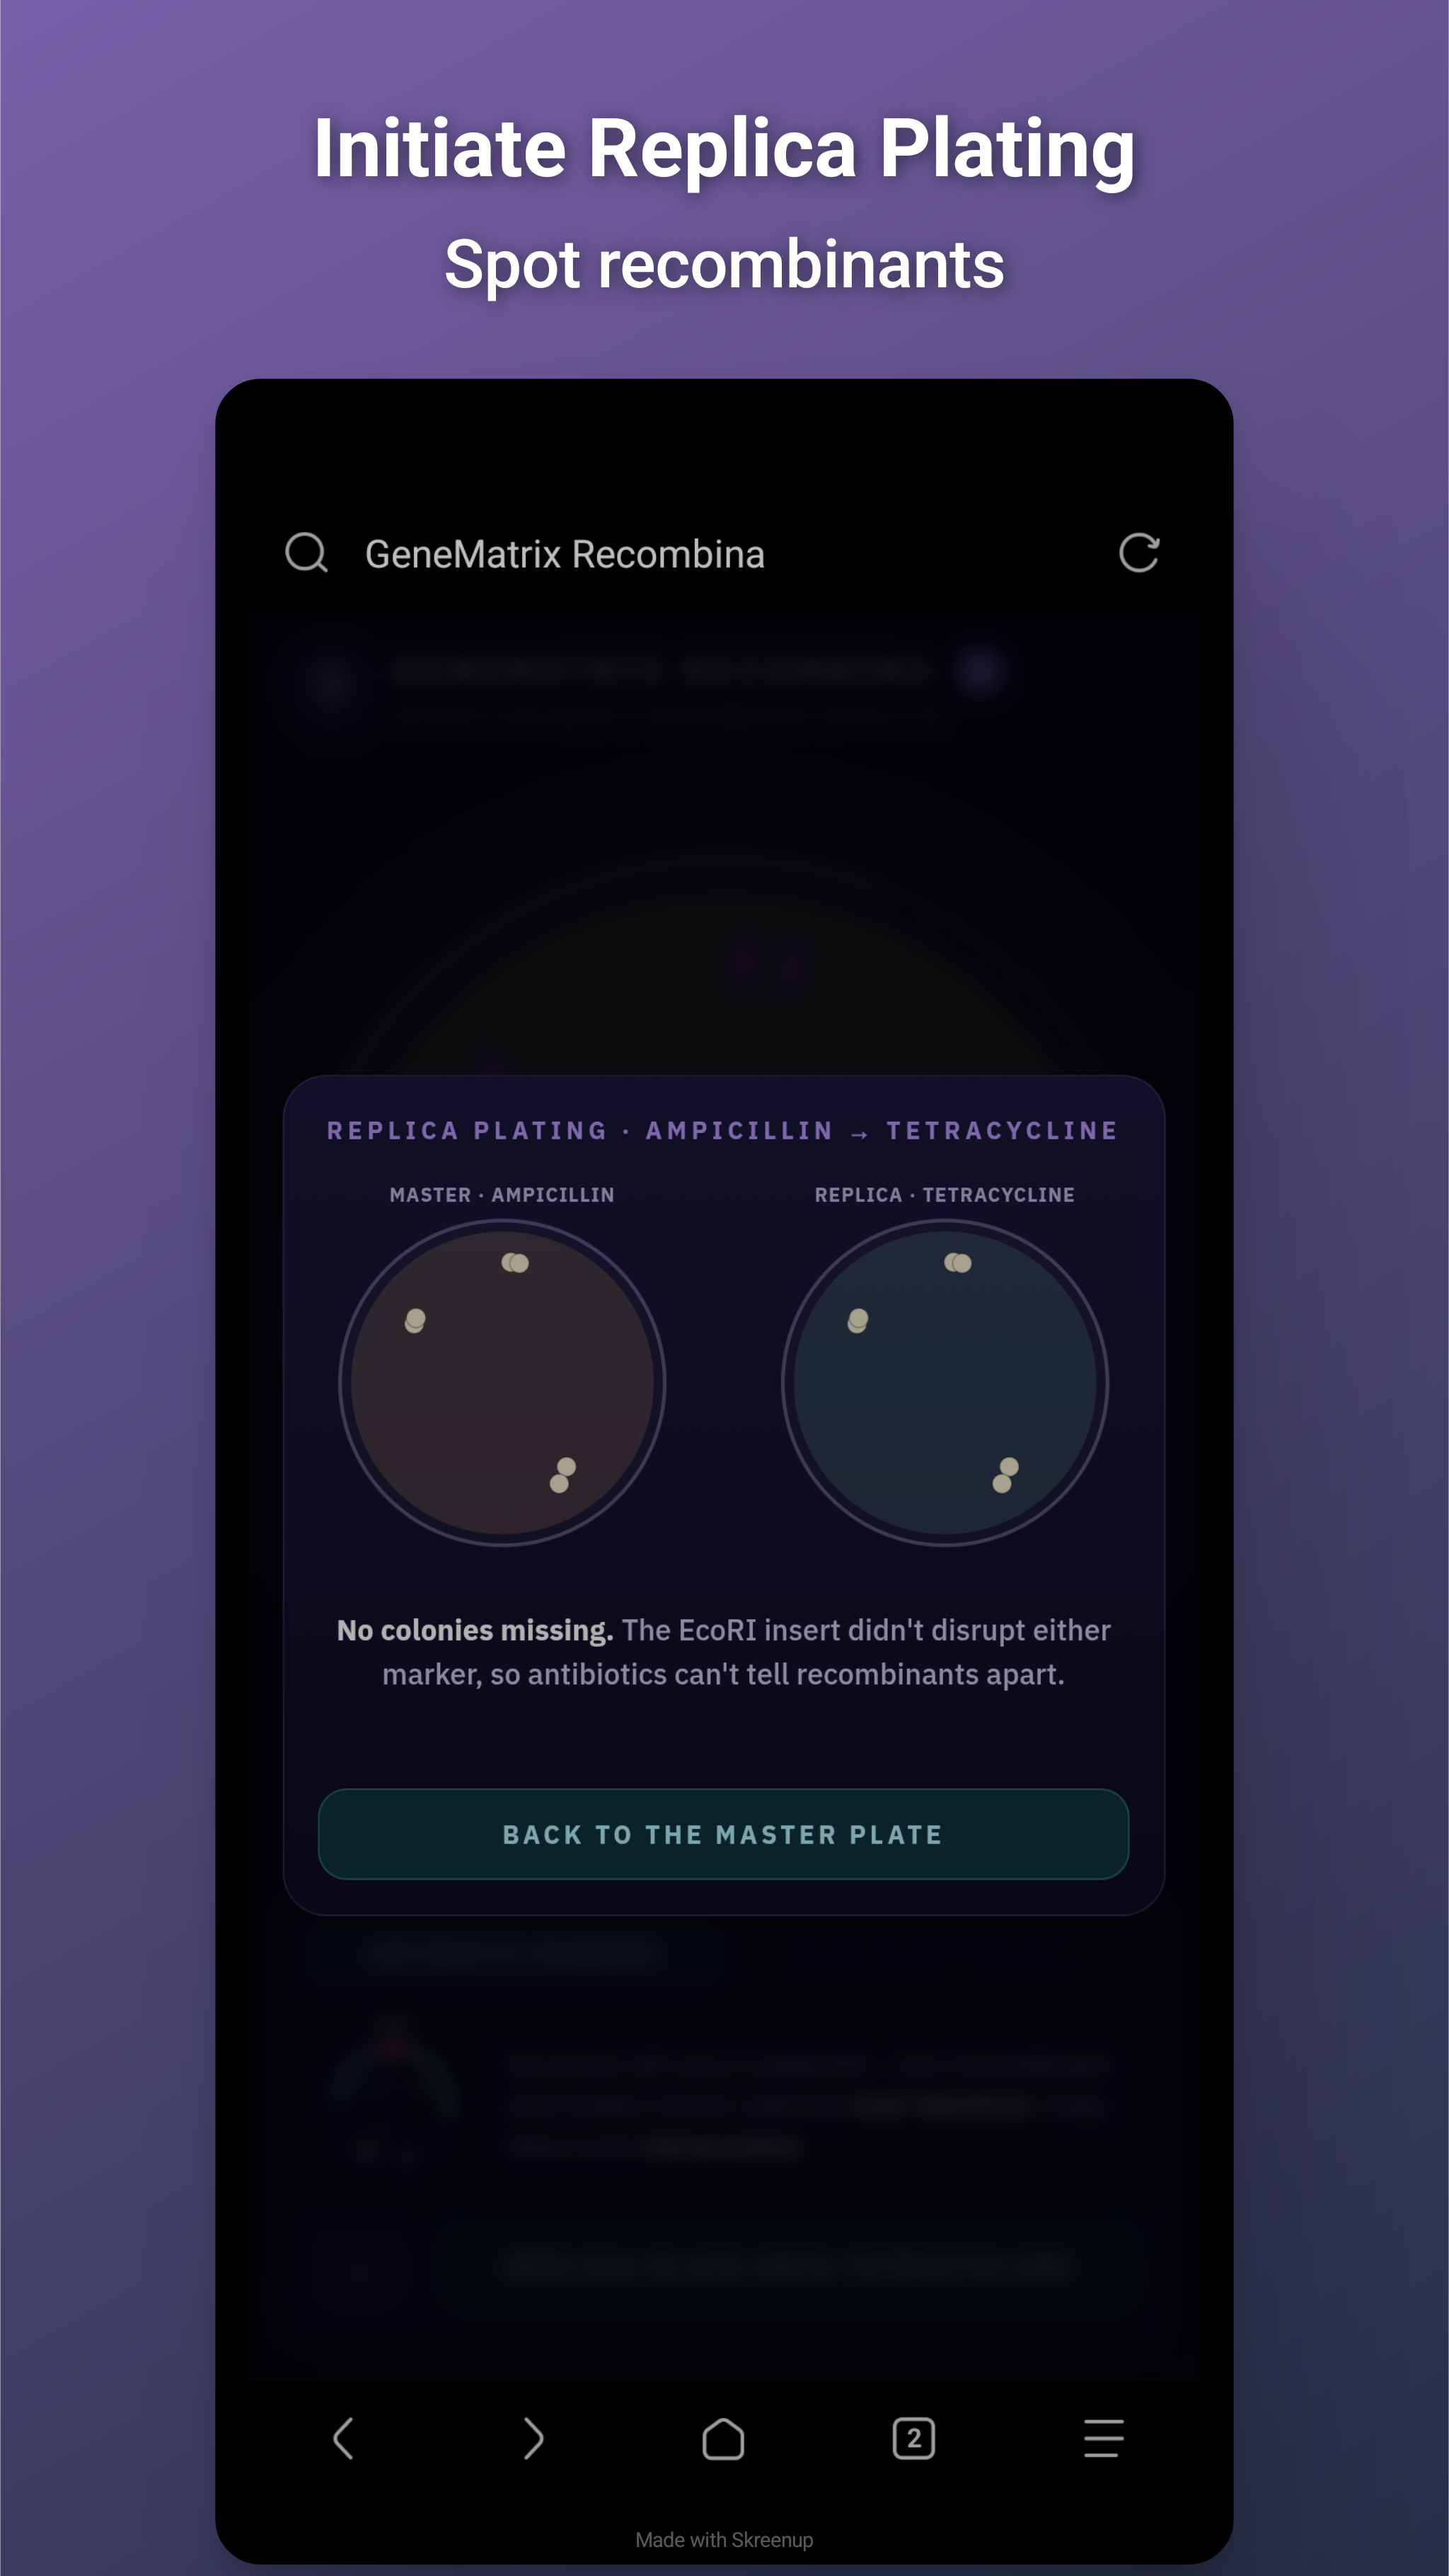 Initiate Replica Plating
Spot recombinants
GeneMatrix Recombina
REPLICA PLATING · AMPICILLIN → TETRACYCLINE
MASTER · AMPICILLIN
REPLICA · TETRACYCLINE
No colonies missing. The EcoRI insert didn't disrupt either
marker, so antibiotics can't tell recombinants apart.
BACK TO THE MASTER PLATE
2
Made with Skreenup